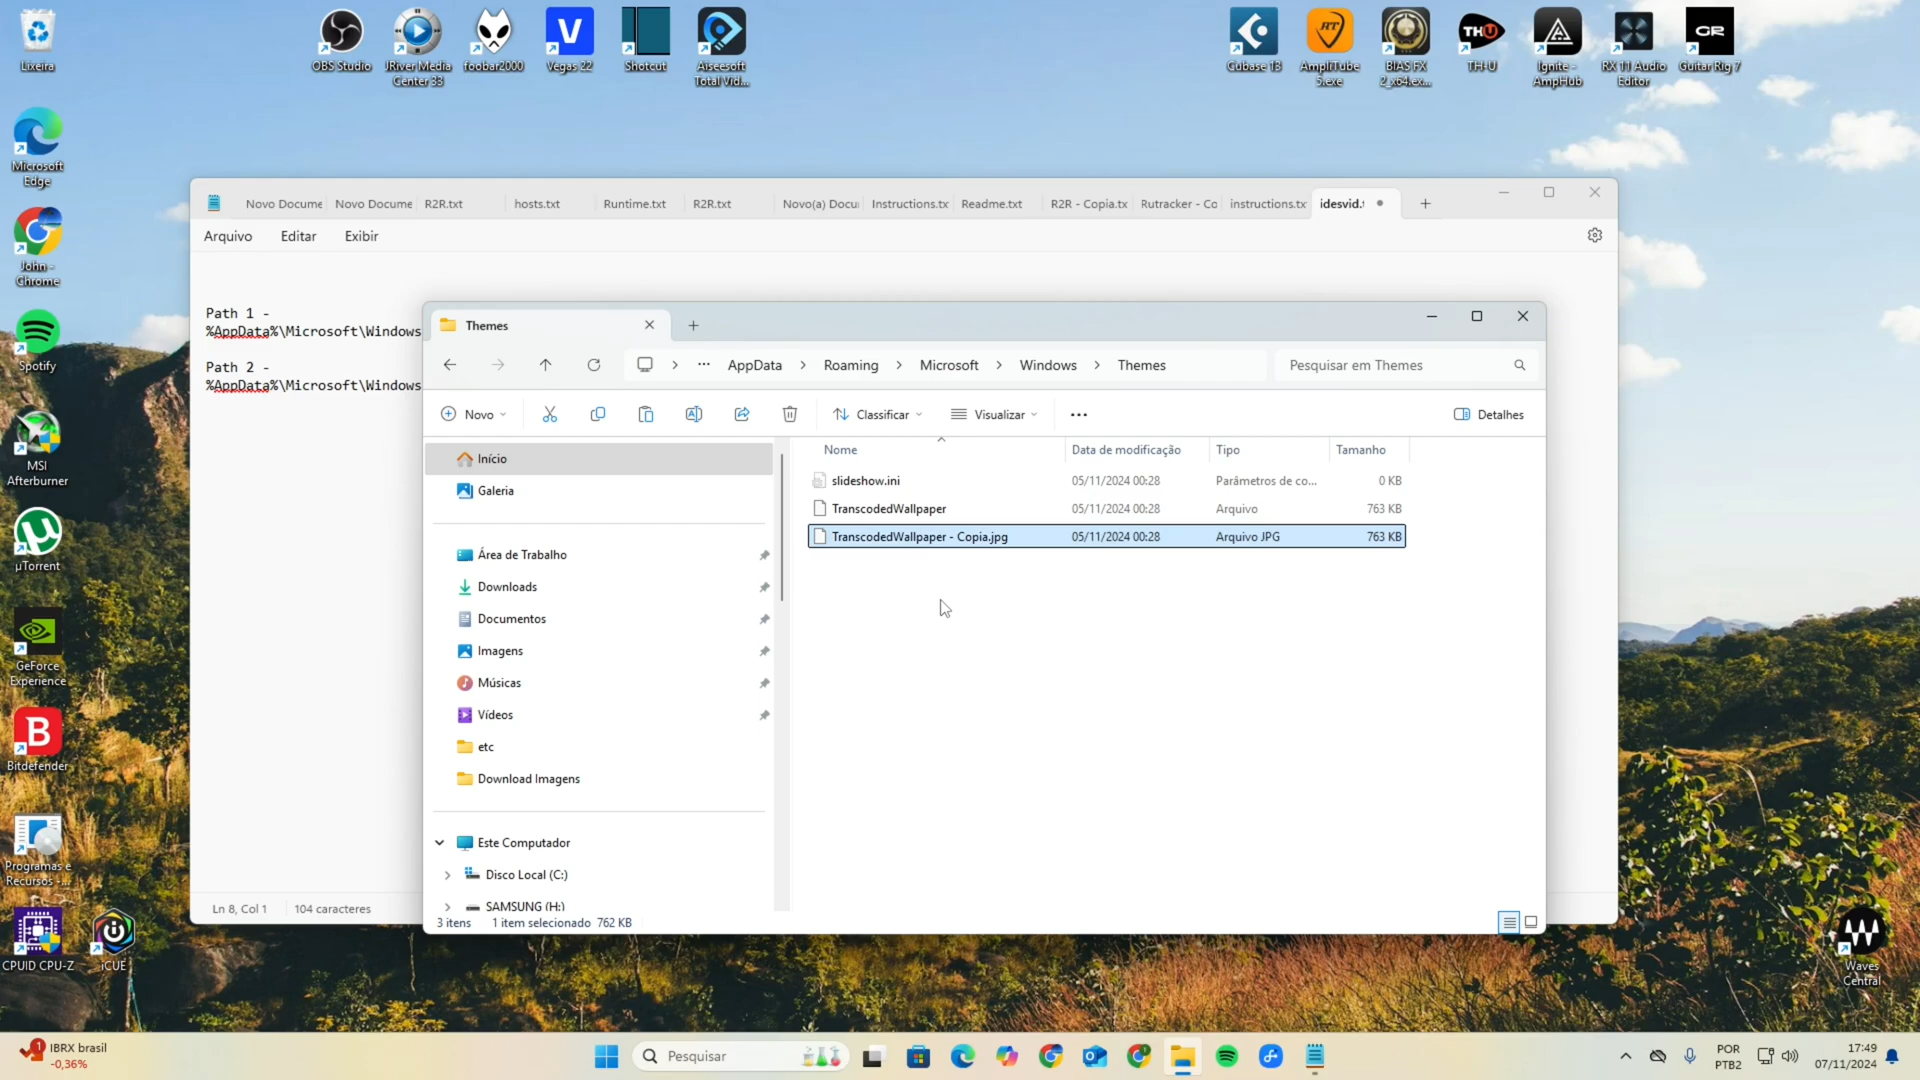 Lixeira
OBS Studio
JRiver Media
Center 33
foobar2000
Vegas 22
Shotcut
Aiseesoft
Total Vid...
Cubase 13
AmpliTube
5.exe
BIAS FX
2_x64.ex...
TH-U
Ignite -
AmpHub
RX 11 Audio
Editor
Guitar Rig 7
Microsoft
Edge
John -
Chrome
Spotify
MSI
Afterburner
µTorrent
GeForce
Experience
Bitdefender
Programas e
Recursos -...
CPUID CPU-Z
iCUE
Waves
Central
Novo Docume
Novo Docume
R2R.txt
hosts.txt
Runtime.txt
R2R.txt
Novo(a) Docu
Instructions.tx
Readme.txt
R2R - Copia.tx
Rutracker - Co
instructions.tx
idesvid.t
Arquivo
Editar
Exibir
Path 1 -
%AppData%\Microsoft\Windows
Path 2 -
%AppData%\Microsoft\Windows
Ln 8, Col 1
104 caracteres
Themes
AppData
Roaming
Microsoft
Windows
Themes
Pesquisar em Themes
Novo
Classificar
Visualizar
Detalhes
Início
Galeria
Área de Trabalho
Downloads
Documentos
Imagens
Músicas
Vídeos
etc
Download Imagens
Este Computador
Disco Local (C:)
SAMSUNG (H:)
Nome
Data de modificação
Tipo
Tamanho
slideshow.ini
05/11/2024 00:28
Parâmetros de co...
0 KB
TranscodedWallpaper
05/11/2024 00:28
Arquivo
763 KB
TranscodedWallpaper - Copia.jpg
05/11/2024 00:28
Arquivo JPG
763 KB
3 itens
1 item selecionado 762 KB
1
IBRX brasil
-0,36%
Pesquisar
POR
PTB2
17:49
07/11/2024
V
RT
THU
GR
B